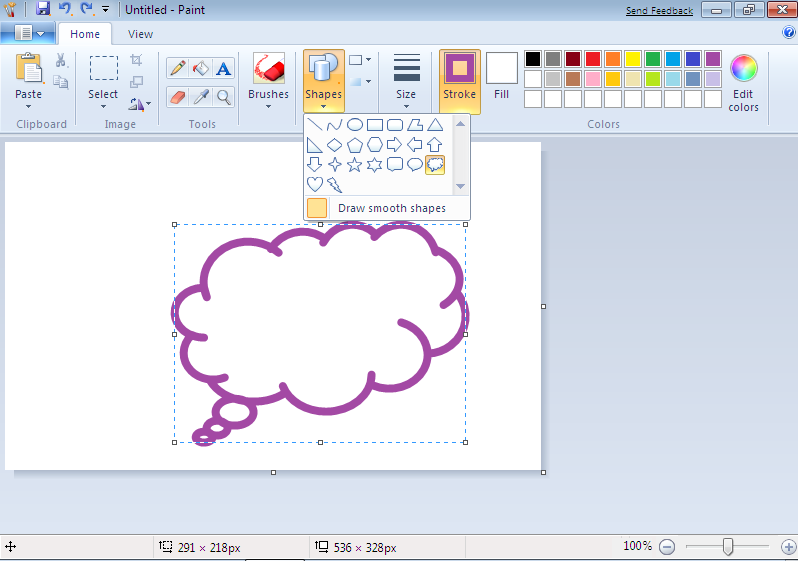 Untitled - Paint
Send Feedback
Home View
Paste Select Brushes Shapes Size Stroke Fill Edit colors
Clipboard Image Tools Colors
Draw smooth shapes
291 × 218px 536 × 328px 100%